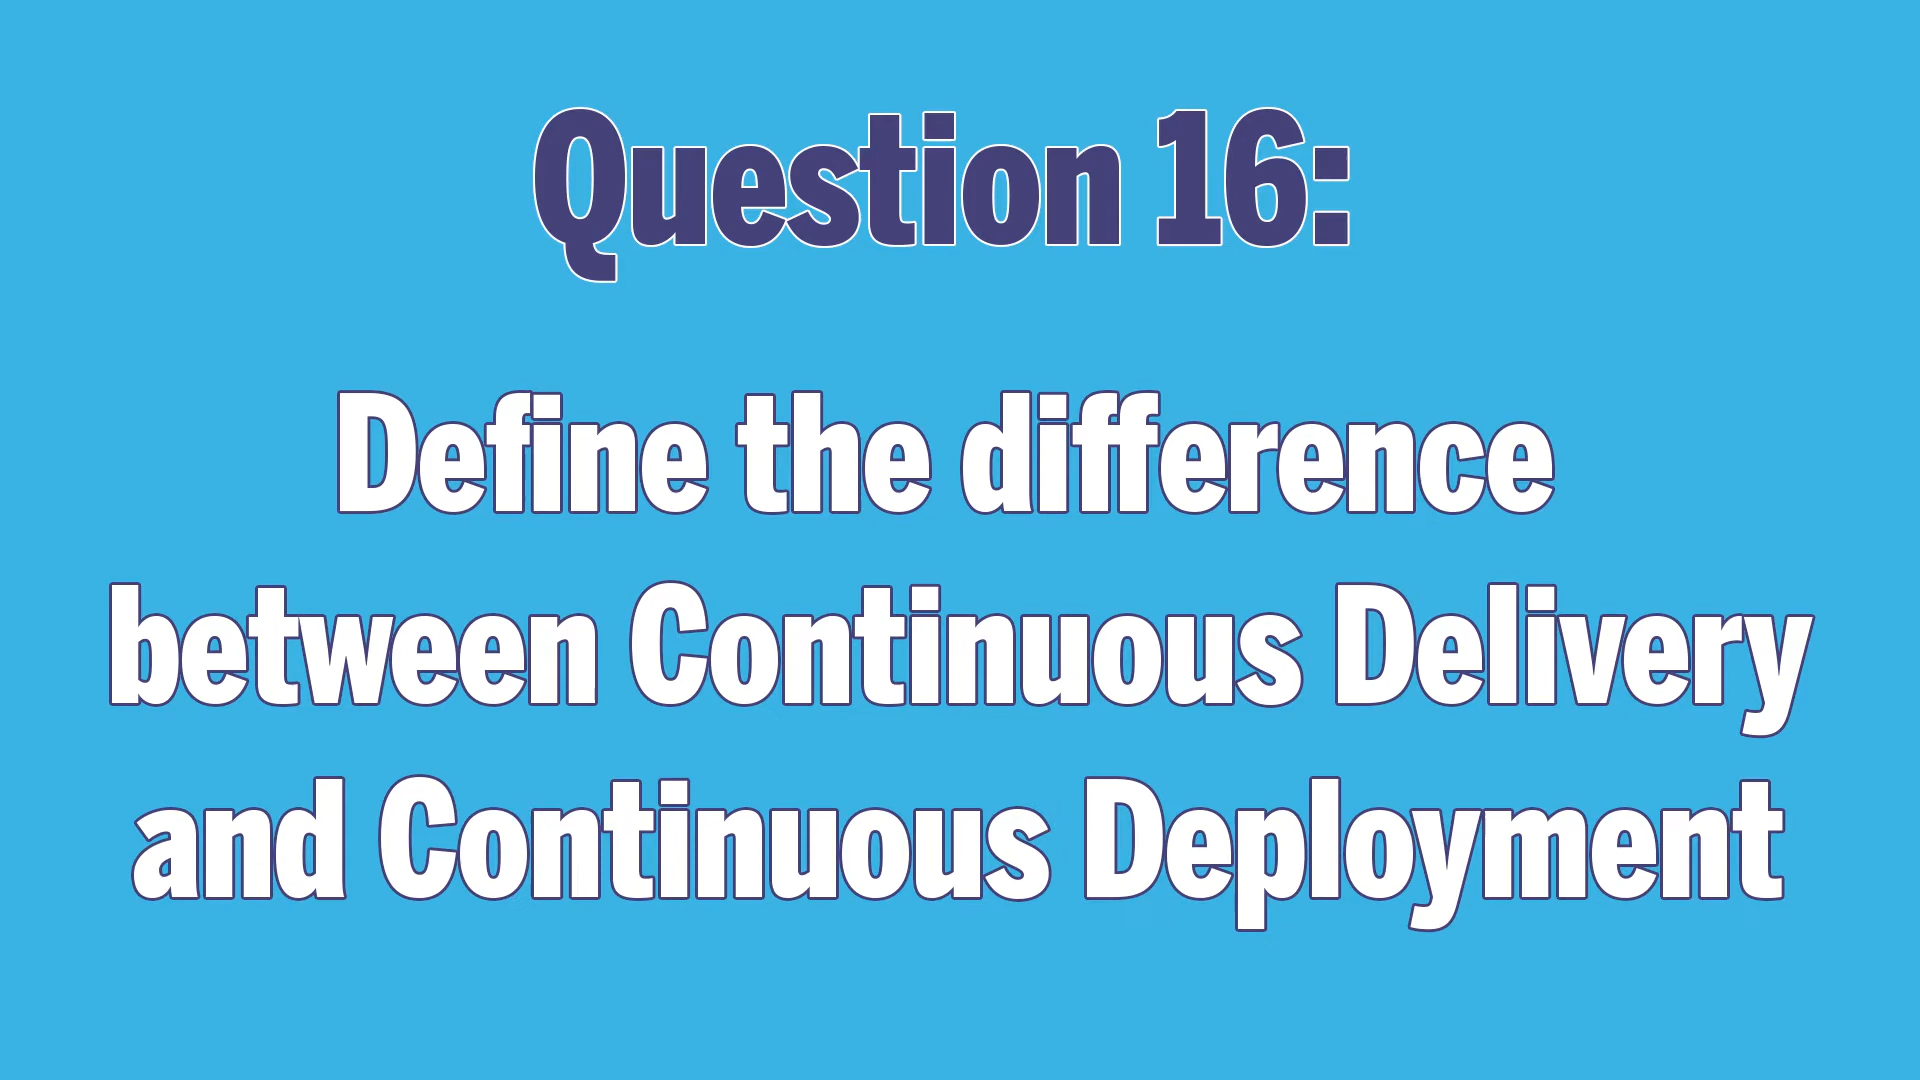 Question 16:
Define the difference
between Continuous Delivery
and Continuous Deployment